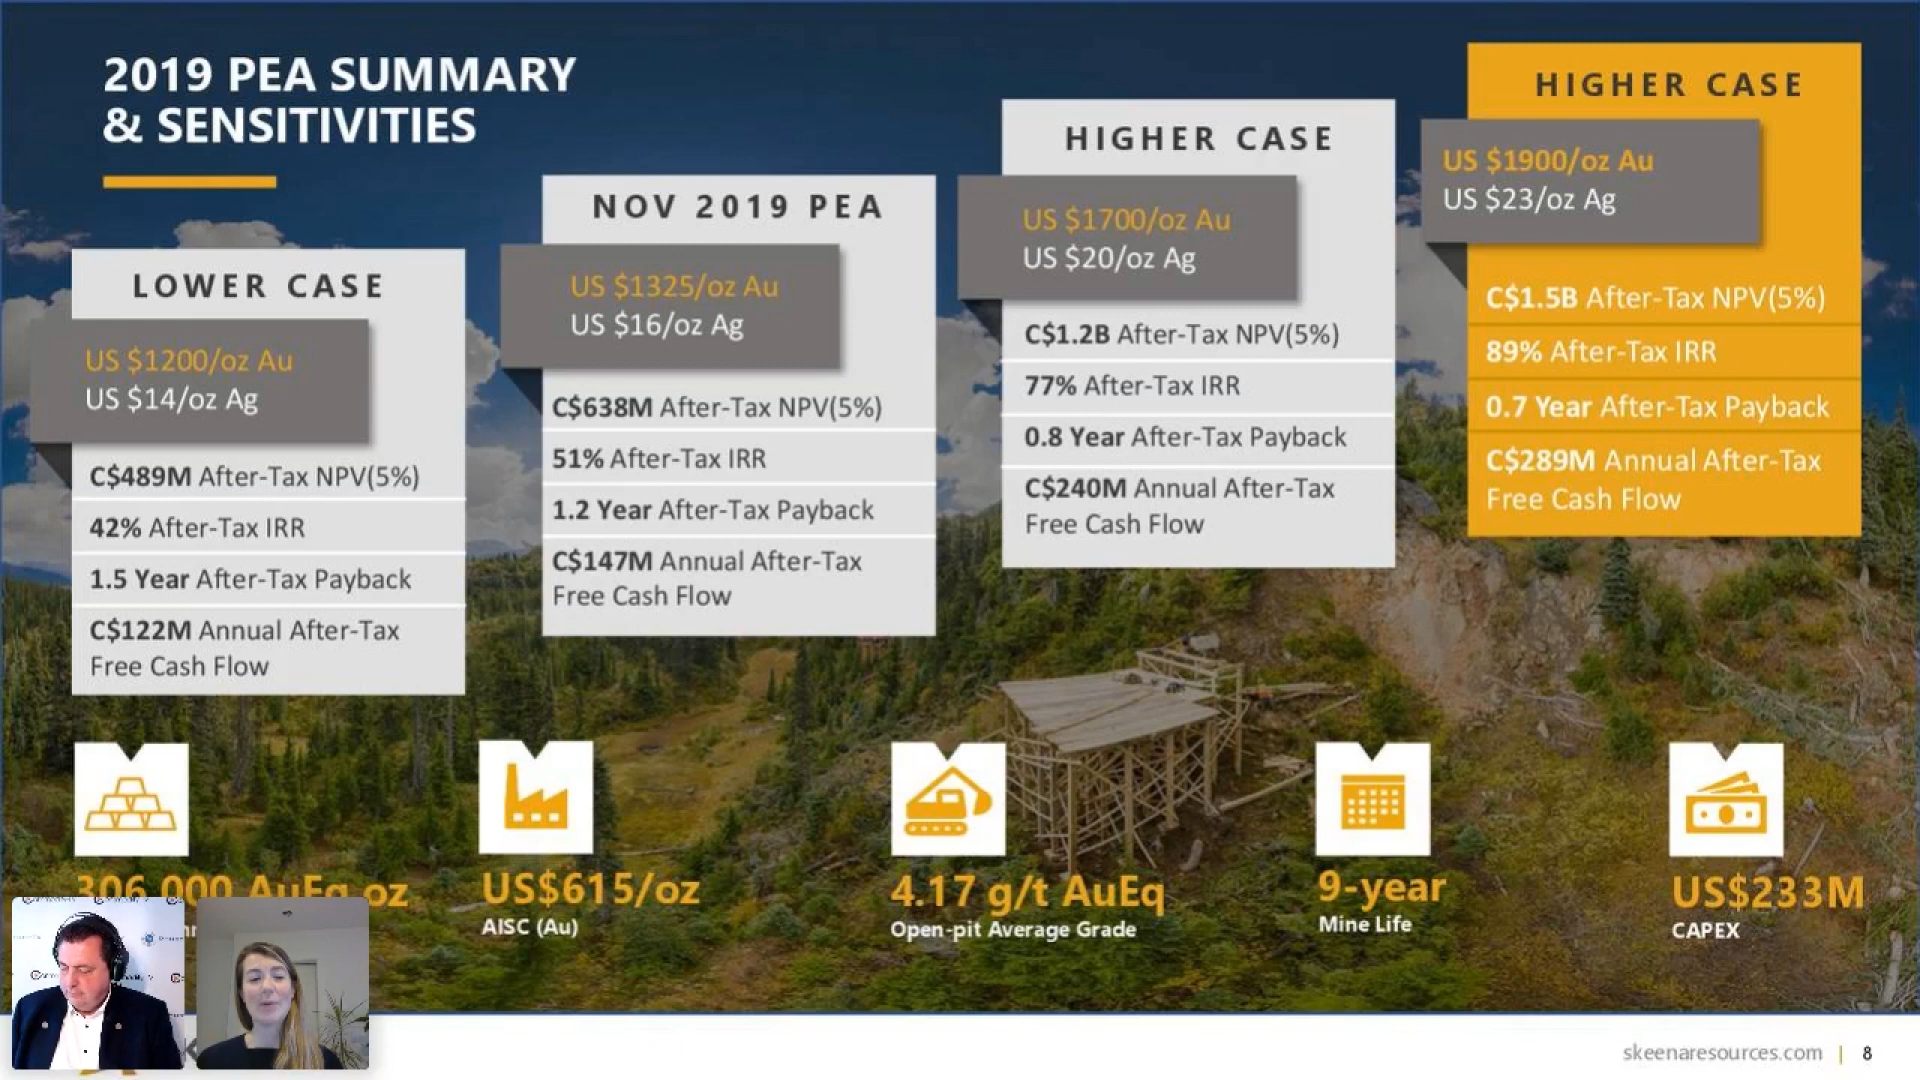 2019 PEA SUMMARY
& SENSITIVITIES
LOWER CASE
US $1200/oz Au
US $14/oz Ag
C$489M After-Tax NPV(5%)
42% After-Tax IRR
1.5 Year After-Tax Payback
C$122M Annual After-Tax
Free Cash Flow
NOV 2019 PEA
US $1325/oz Au
US $16/oz Ag
C$638M After-Tax NPV(5%)
51% After-Tax IRR
1.2 Year After-Tax Payback
C$147M Annual After-Tax
Free Cash Flow
HIGHER CASE
US $1700/oz Au
US $20/oz Ag
C$1.2B After-Tax NPV(5%)
77% After-Tax IRR
0.8 Year After-Tax Payback
C$240M Annual After-Tax
Free Cash Flow
HIGHER CASE
US $1900/oz Au
US $23/oz Ag
C$1.5B After-Tax NPV(5%)
89% After-Tax IRR
0.7 Year After-Tax Payback
C$289M Annual After-Tax
Free Cash Flow
306,000 AuEq oz
US$615/oz
AISC (Au)
4.17 g/t AuEq
Open-pit Average Grade
9-year
Mine Life
US$233M
CAPEX
skeenaresources.com | 8